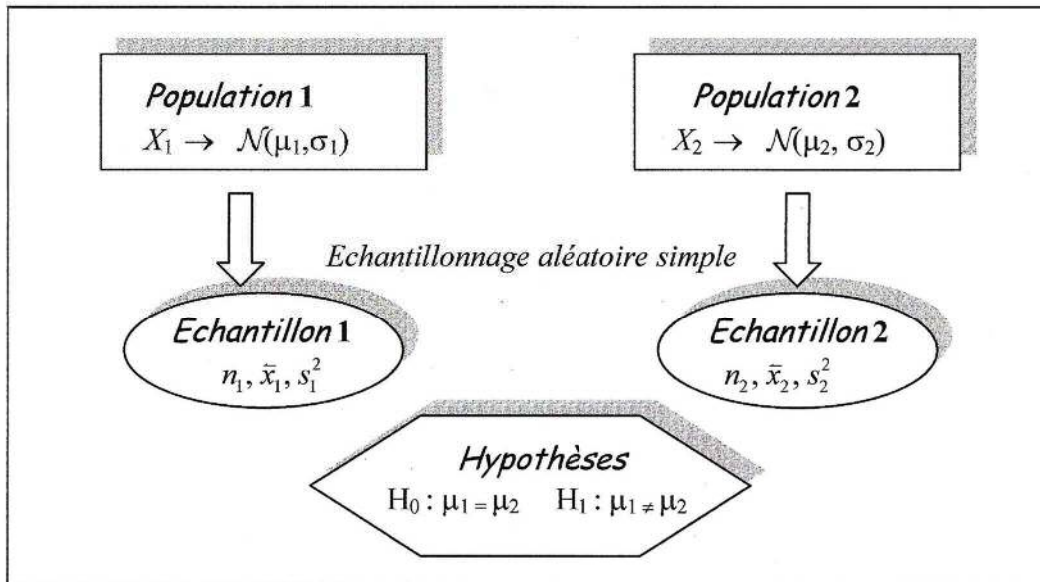 Population 1
X₁ → 𝒩(μ₁,σ₁)
Population 2
X₂ → 𝒩(μ₂, σ₂)
Echantillonnage aléatoire simple
Echantillon 1
n₁, x̄₁, s₁²
Echantillon 2
n₂, x̄₂, s₂²
Hypothèses
H₀ : μ₁ = μ₂ H₁ : μ₁ ≠ μ₂